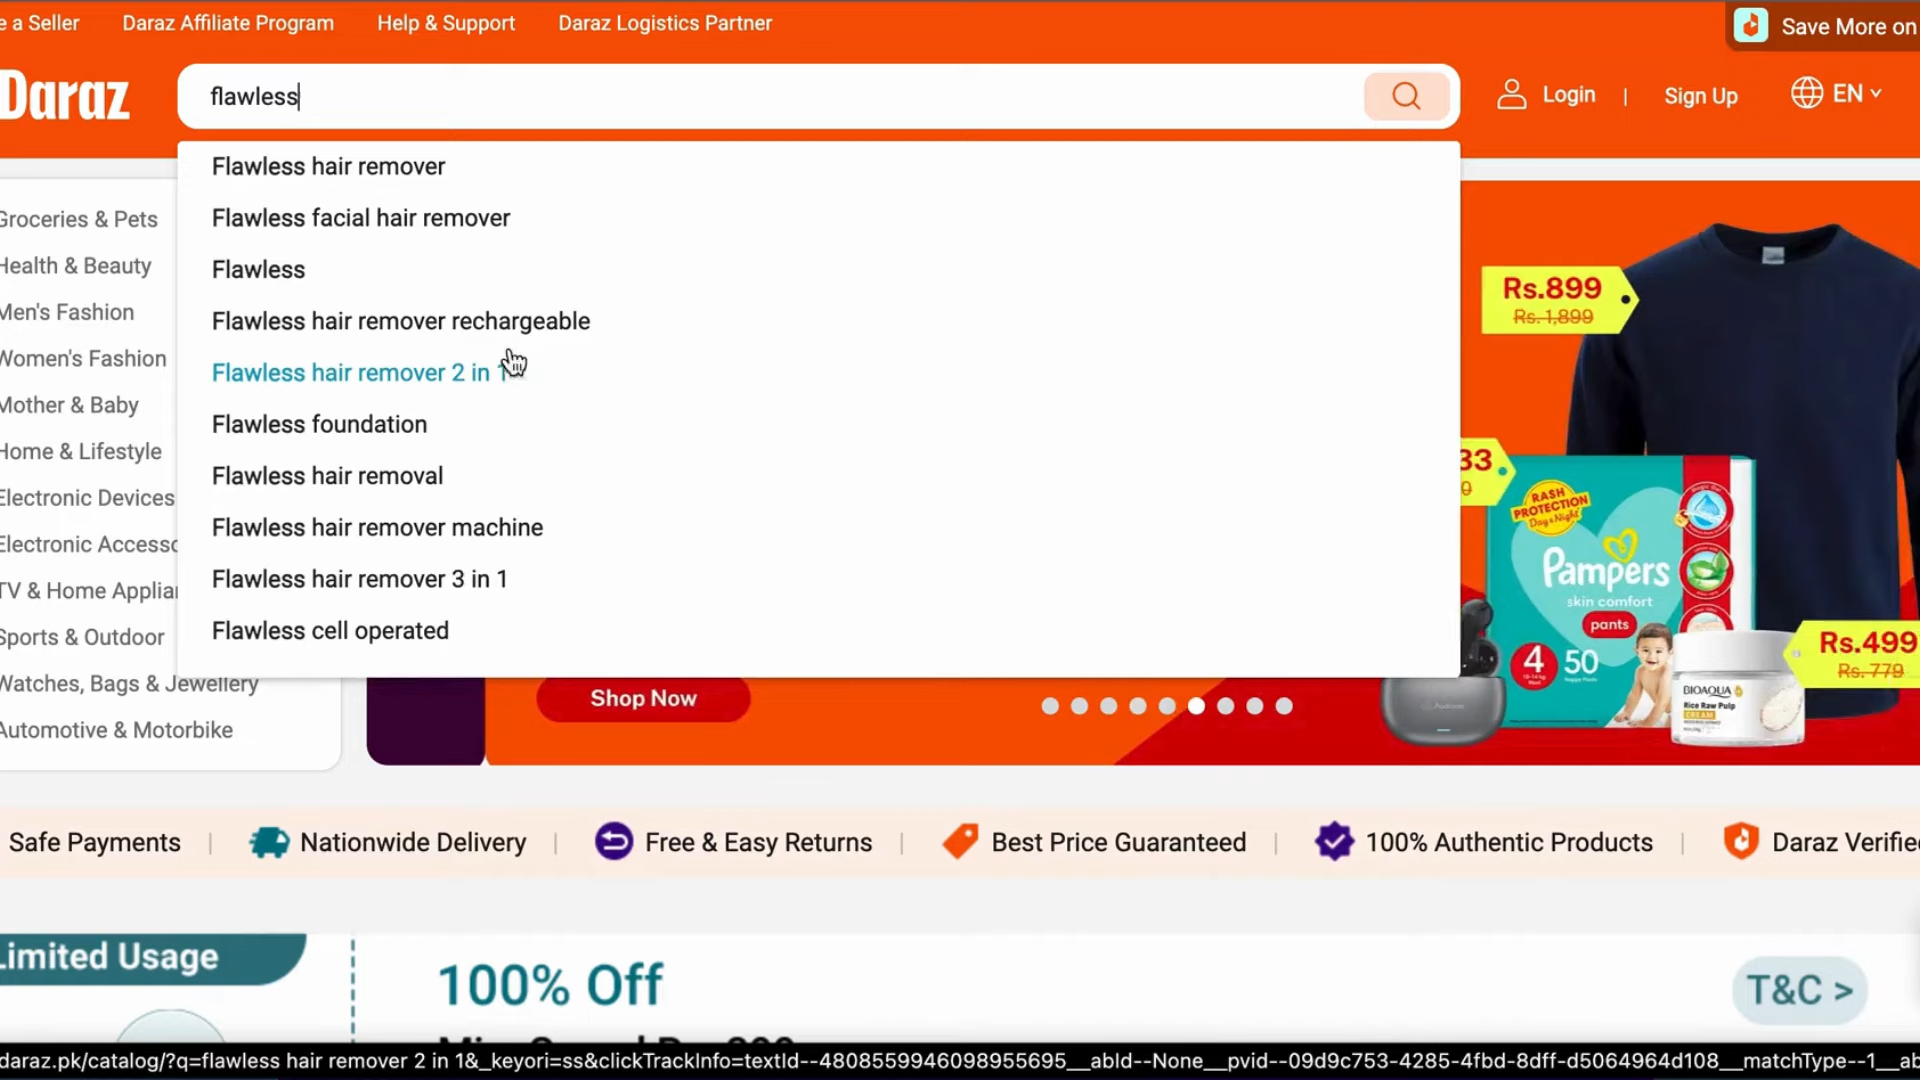 e a Seller
Daraz Affiliate Program
Help & Support
Daraz Logistics Partner
Save More on
Daraz
flawless
Login
|
Sign Up
EN
Flawless hair remover
Flawless facial hair remover
Flawless
Flawless hair remover rechargeable
Flawless hair remover 2 in 1
Flawless foundation
Flawless hair removal
Flawless hair remover machine
Flawless hair remover 3 in 1
Flawless cell operated
Groceries & Pets
Health & Beauty
Men's Fashion
Women's Fashion
Mother & Baby
Home & Lifestyle
Electronic Devices
Electronic Accesso
TV & Home Applia
Sports & Outdoor
Watches, Bags & Jewellery
Automotive & Motorbike
Rs.899
Rs. 1,899
33
0
RASH
PROTECTION
Day & Night
Pampers
skin comfort
pants
4
50
BIOAQUA
Rice Raw Pulp
CREAM
Rs.499
Rs. 779
Shop Now
Safe Payments
Nationwide Delivery
Free & Easy Returns
Best Price Guaranteed
100% Authentic Products
Daraz Verifie
Limited Usage
100% Off
T&C >
daraz.pk/catalog/?q=flawless hair remover 2 in 1&_keyori=ss&clickTrackInfo=textId--4808559946098955695__abId--None__pvid--09d9c753-4285-4fbd-8dff-d5064964d108__matchType--1__ab